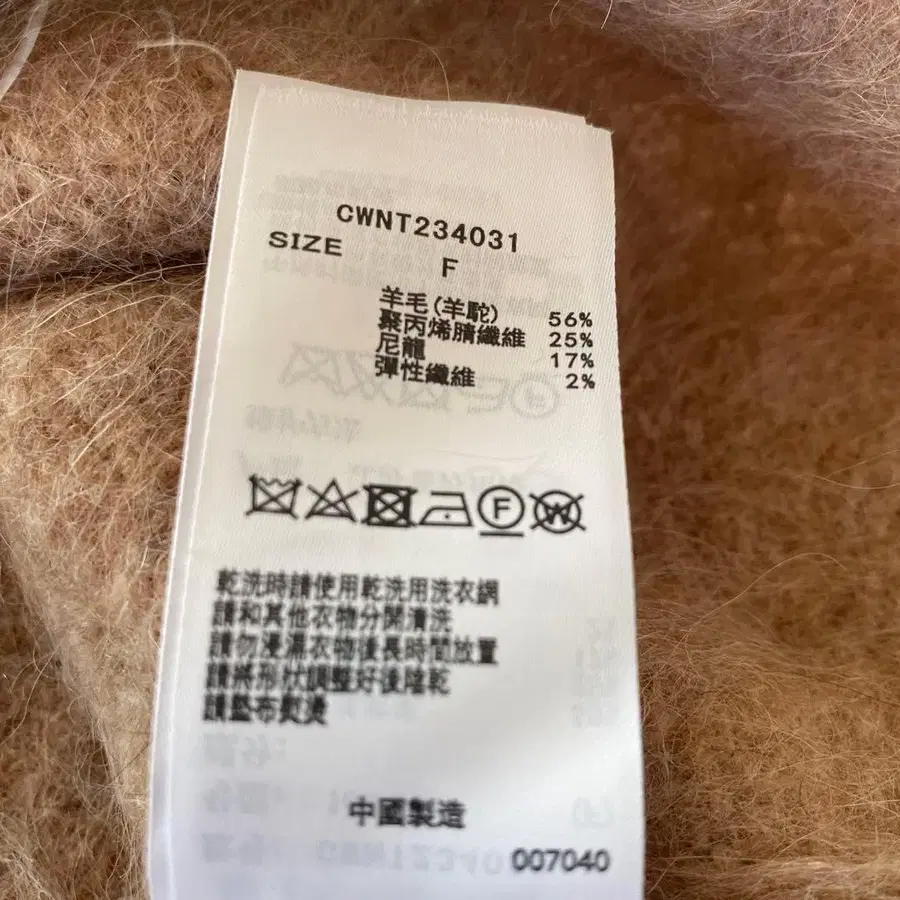 CWNT234031
SIZE F
羊毛(羊駝) 56%
聚丙烯腈纖維 25%
尼龍 17%
彈性纖維 2%
F W
乾洗時請使用乾洗用洗衣網
請和其他衣物分開清洗
請勿浸濕衣物後長時間放置
請將形狀調整好後陰乾
請墊布熨燙
中國製造
007040